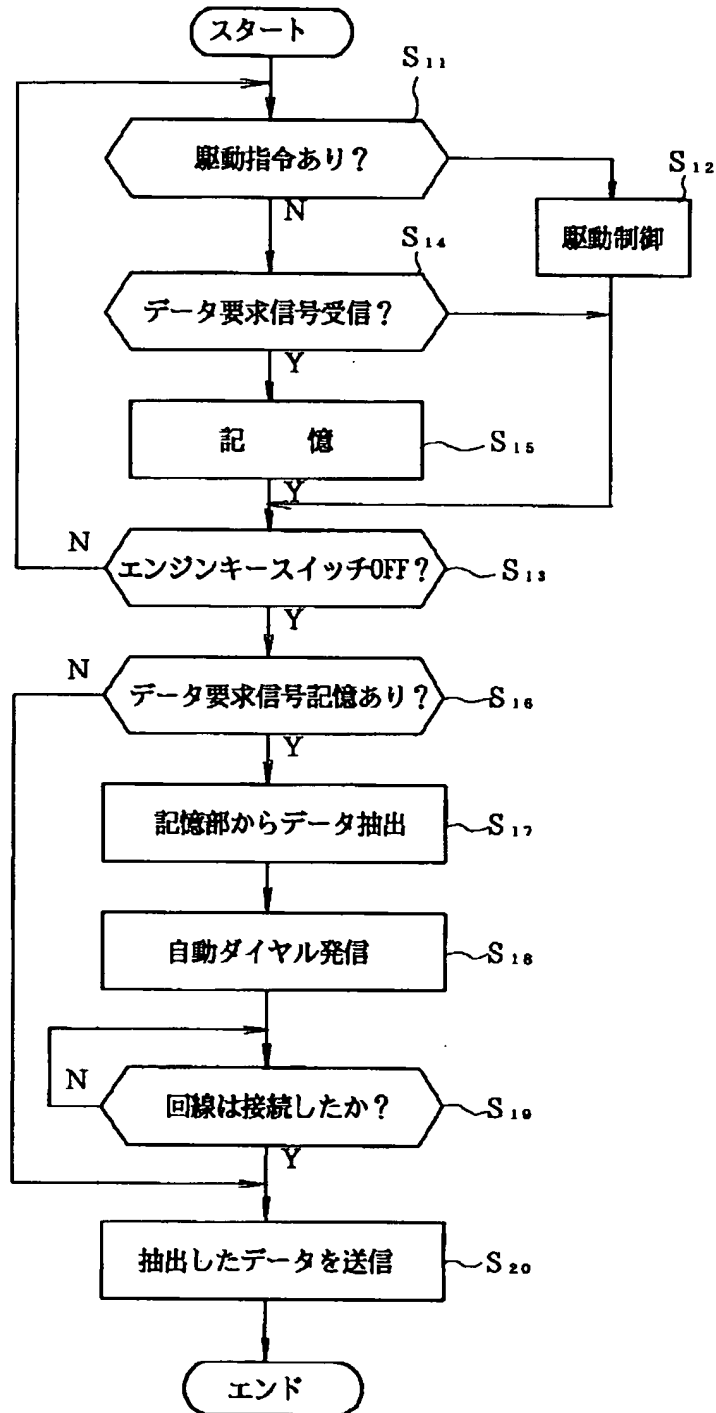 スタート
S₁₁
駆動指令あり？
S₁₂
N
駆動制御
S₁₄
データ要求信号受信？
Y
記　　憶
S₁₅
Y
N
エンジンキースイッチOFF？
S₁₃
Y
N
データ要求信号記憶あり？
S₁₆
Y
記憶部からデータ抽出
S₁₇
自動ダイヤル発信
S₁₈
N
回線は接続したか？
S₁₉
Y
抽出したデータを送信
S₂₀
エンド